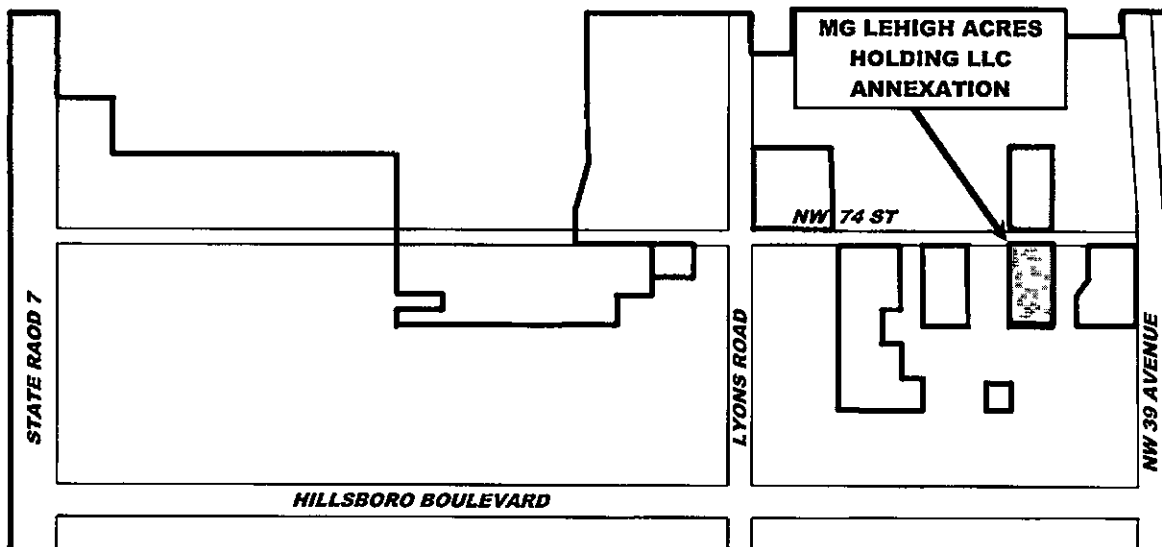 MG LEHIGH ACRES
HOLDING LLC
ANNEXATION
NW 74 ST
STATE RAOD 7
LYONS ROAD
NW 39 AVENUE
HILLSBORO BOULEVARD